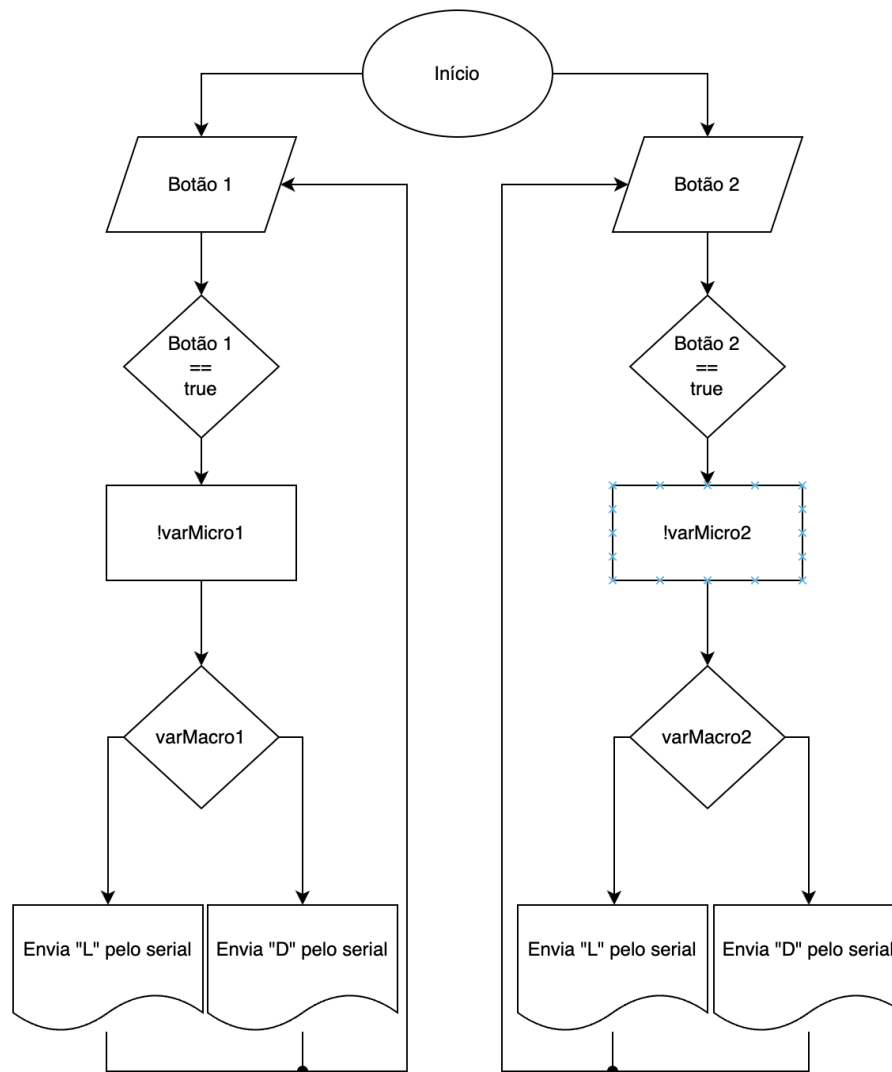 Início
Botão 1
Botão 2
Botão 1
==
true
Botão 2
==
true
!varMicro1
!varMicro2
varMacro1
varMacro2
Envia "L" pelo serial
Envia "D" pelo serial
Envia "L" pelo serial
Envia "D" pelo serial